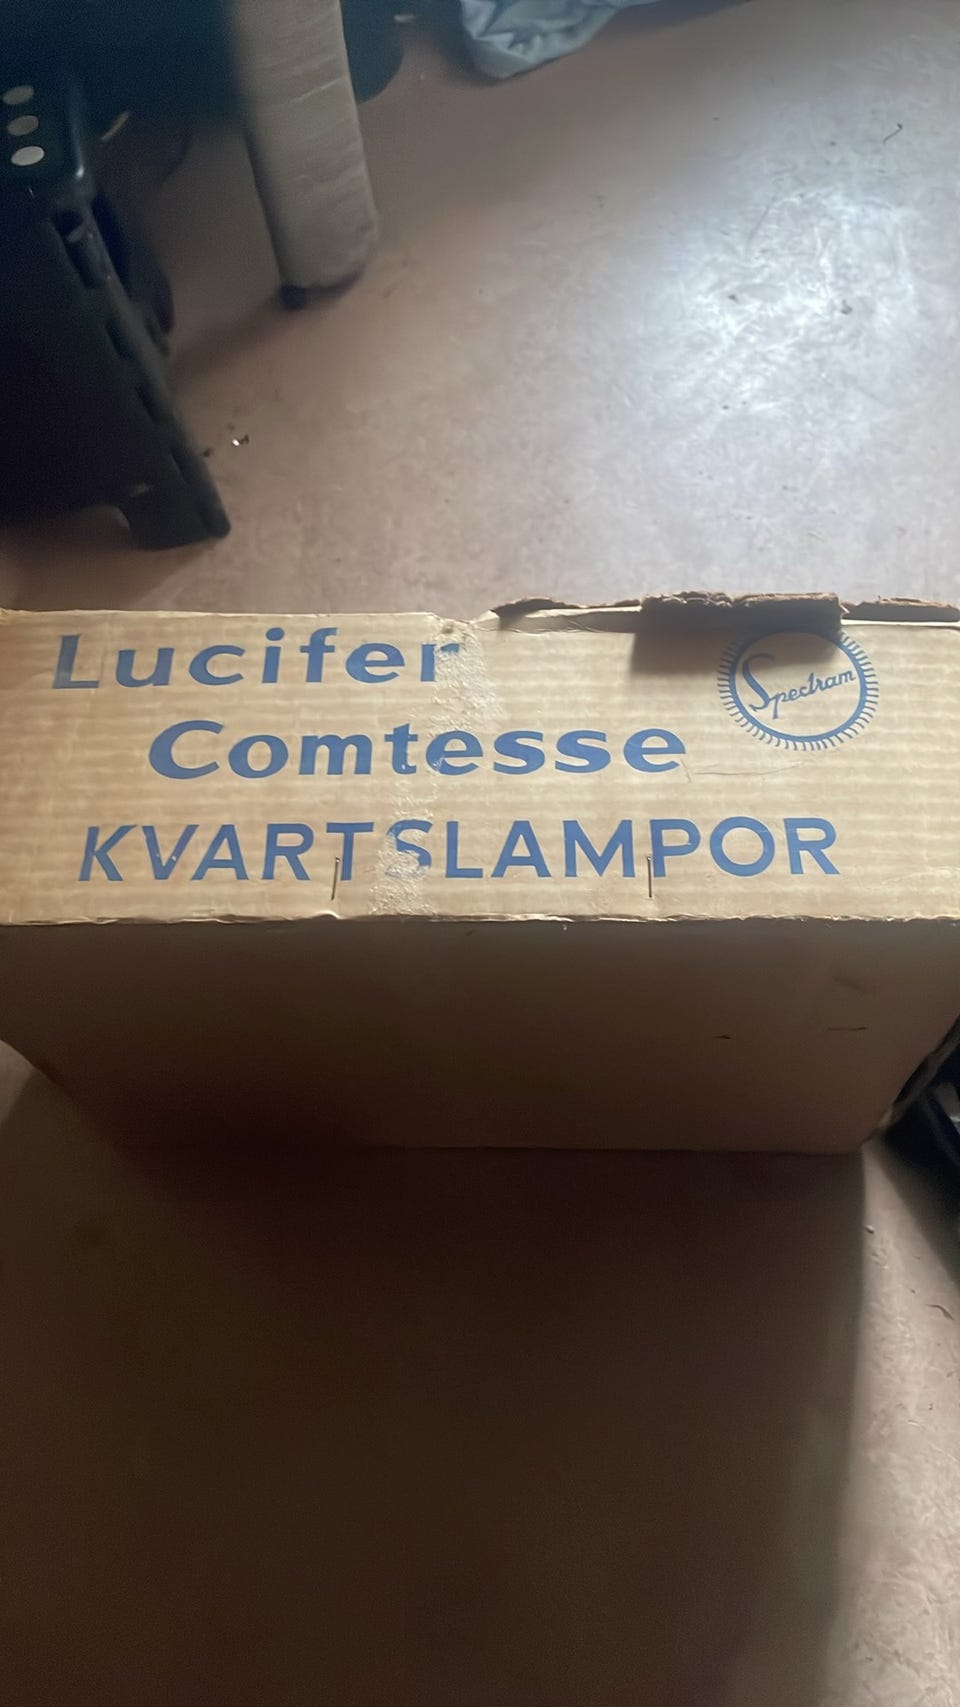 Lucifer
Comtesse
KVARTSLAMPOR
Spectram